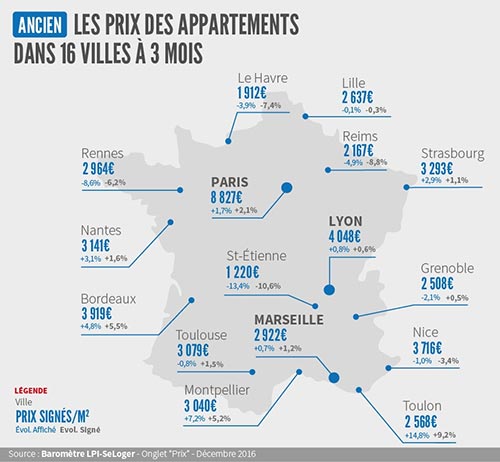 ANCIEN LES PRIX DES APPARTEMENTS
DANS 16 VILLES À 3 MOIS
Le Havre
1 912€
-3,9% -7,4%
Lille
2 637€
-0,1% -0,3%
Reims
2 167€
-4,9% -8,8%
Strasbourg
3 293€
+2,9% +1,1%
Rennes
2 964€
-8,6% -6,2%
PARIS
8 827€
+1,7% +2,1%
Nantes
3 141€
+3,1% +1,6%
LYON
4 048€
+0,8% +0,6%
St-Étienne
1 220€
-13,4% -10,6%
Grenoble
2 508€
-2,1% +0,5%
Bordeaux
3 919€
+4,8% +5,5%
MARSEILLE
2 922€
+0,7% +1,2%
Toulouse
3 079€
-0,8% +1,5%
Nice
3 716€
-1,0% -3,4%
Montpellier
3 040€
+7,2% +5,2%
Toulon
2 568€
+14,8% +9,2%
LÉGENDE
Ville
PRIX SIGNÉS/M²
Évol. Affiché Evol. Signé
Source : Baromètre LPI-SeLoger - Onglet "Prix" - Décembre 2016